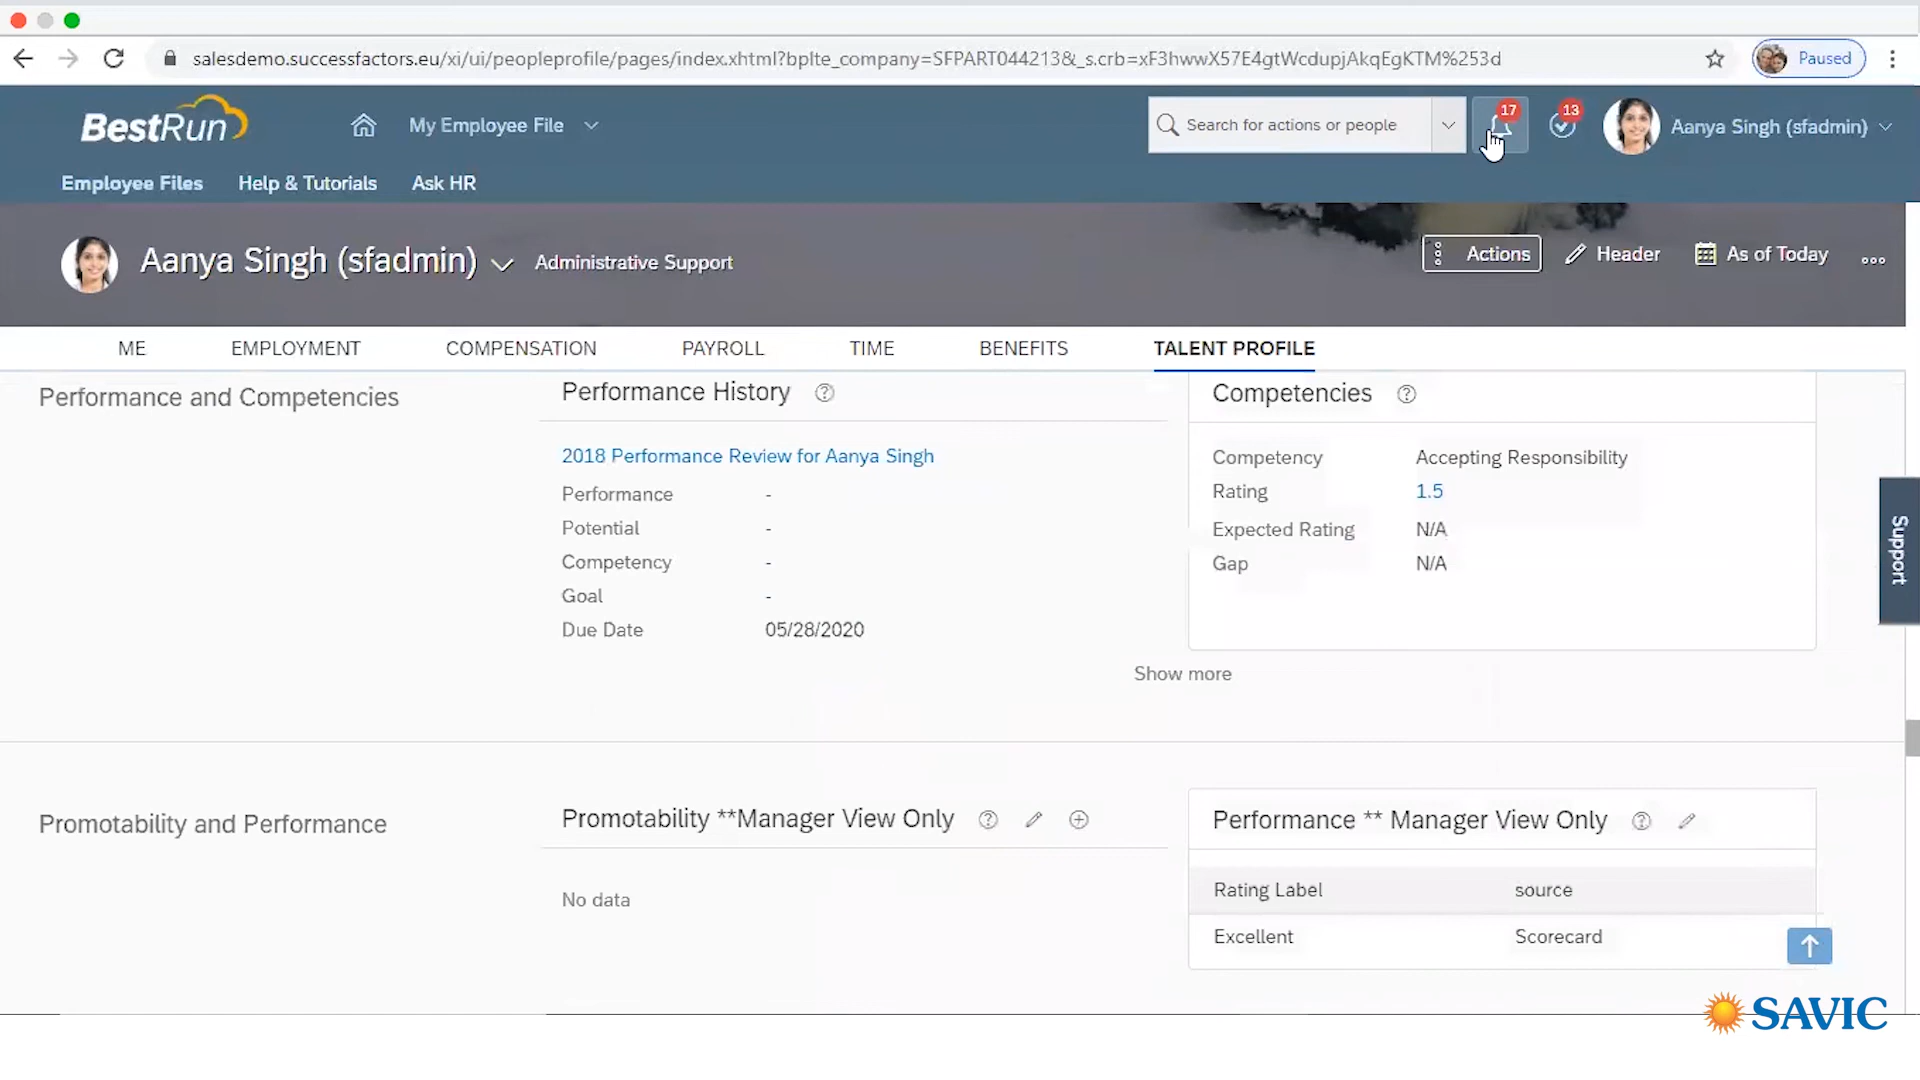 salesdemo.successfactors.eu/xi/ui/peopleprofile/pages/index.xhtml?bplte_company=SFPART044213&_s.crb=xF3hwwX57E4gtWcdupjAkqEgKTM%253d
Paused
BestRun
My Employee File
Search for actions or people
17
13
Aanya Singh (sfadmin)
Employee Files
Help & Tutorials
Ask HR
Aanya Singh (sfadmin)
Administrative Support
Actions
Header
As of Today
ME
EMPLOYMENT
COMPENSATION
PAYROLL
TIME
BENEFITS
TALENT PROFILE
Performance and Competencies
Performance History
2018 Performance Review for Aanya Singh
Performance -
Potential -
Competency -
Goal -
Due Date 05/28/2020
Competencies
Competency Accepting Responsibility
Rating 1.5
Expected Rating N/A
Gap N/A
Show more
Support
Promotability and Performance
Promotability **Manager View Only
No data
Performance ** Manager View Only
Rating Label source
Excellent Scorecard
SAVIC